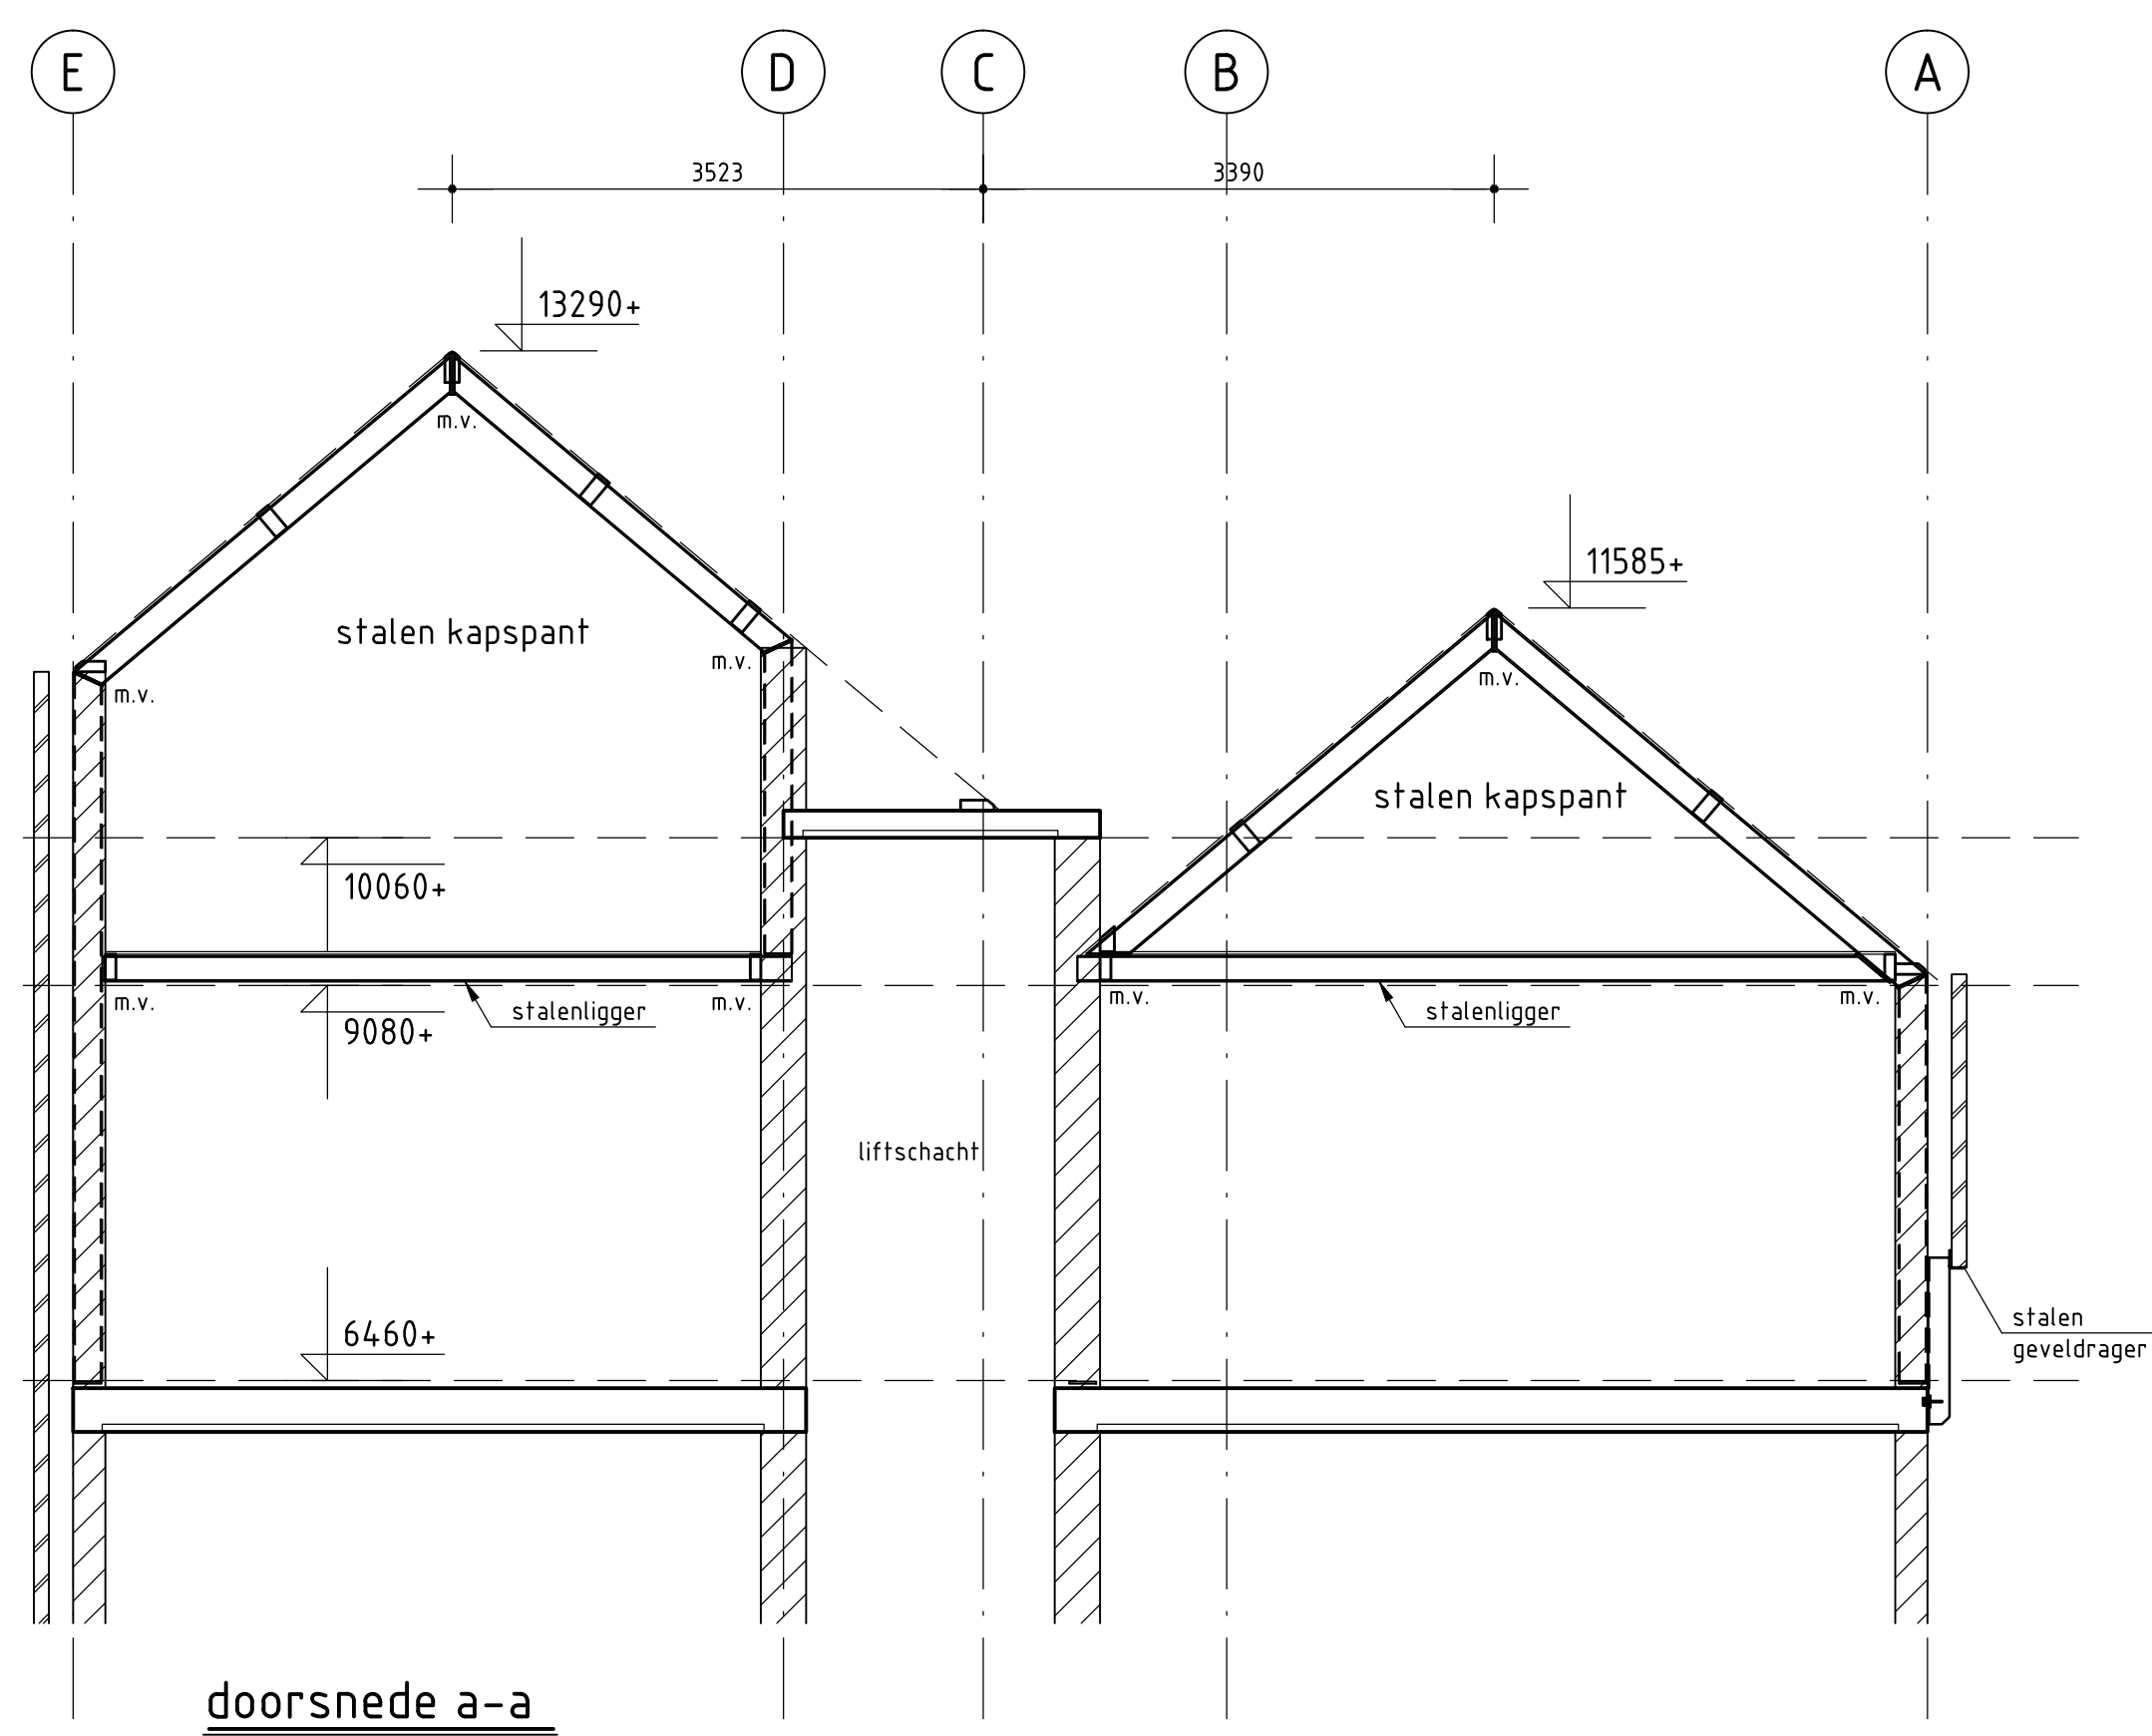 E
D
C
B
A
3523
3390
13290+
m.v.
11585+
stalen kapspant
m.v.
m.v.
m.v.
stalen kapspant
10060+
m.v.
m.v.
stalenligger
9080+
m.v.
m.v.
stalenligger
liftschacht
6460+
stalen
geveldrager
doorsnede a-a